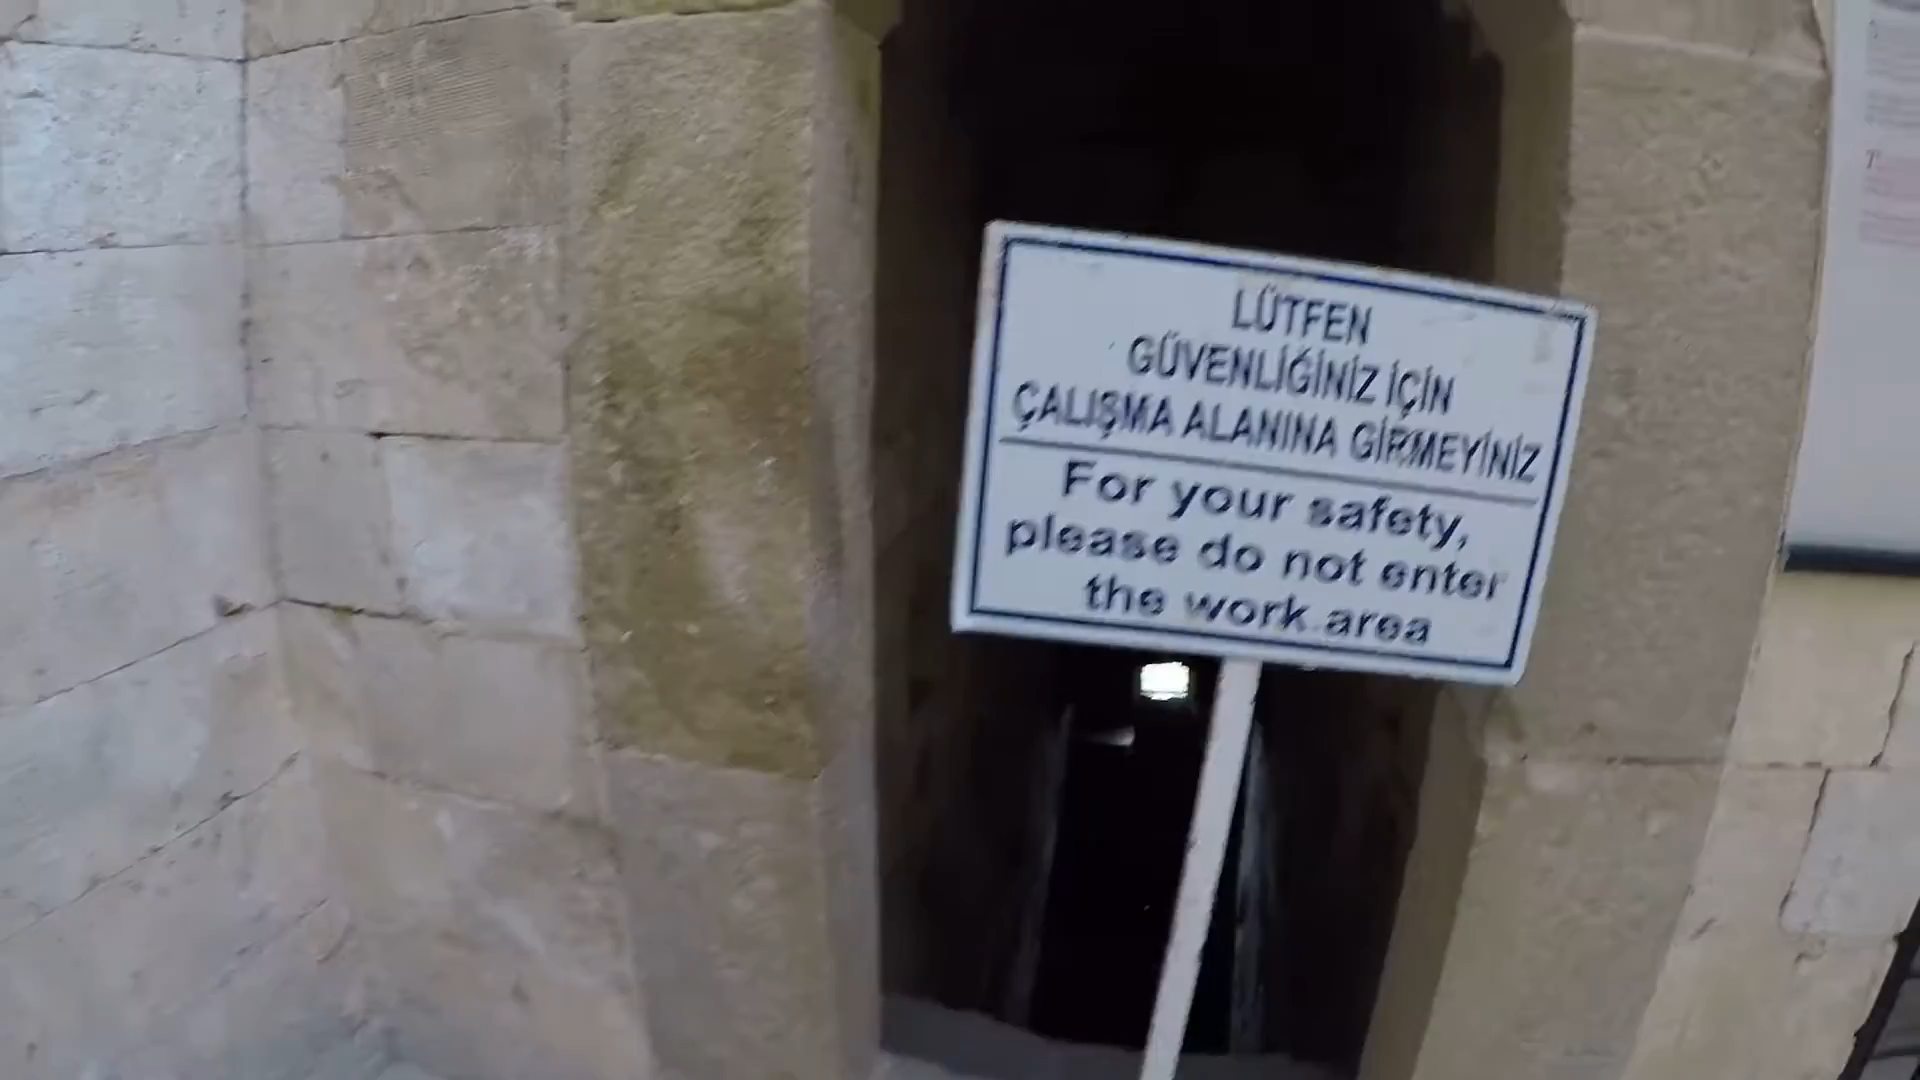 LÜTFEN
GÜVENLİĞİNİZ İÇİN
ÇALIŞMA ALANINA GİRMEYİNİZ
For your safety,
please do not enter
the work area